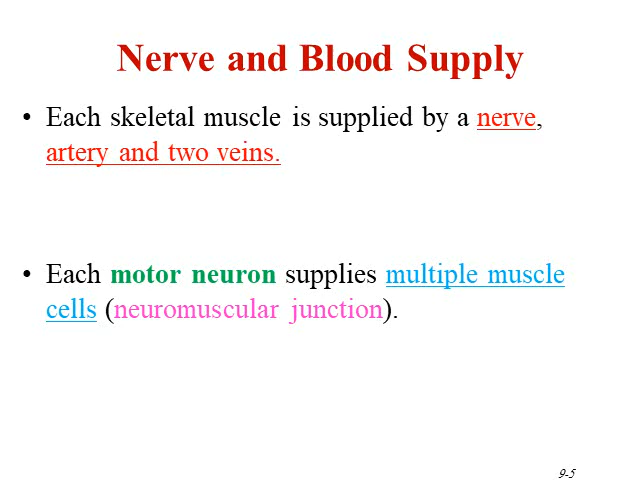 Nerve and Blood Supply
• Each skeletal muscle is supplied by a nerve,
artery and two veins.
• Each motor neuron supplies multiple muscle
cells (neuromuscular junction).
9-5